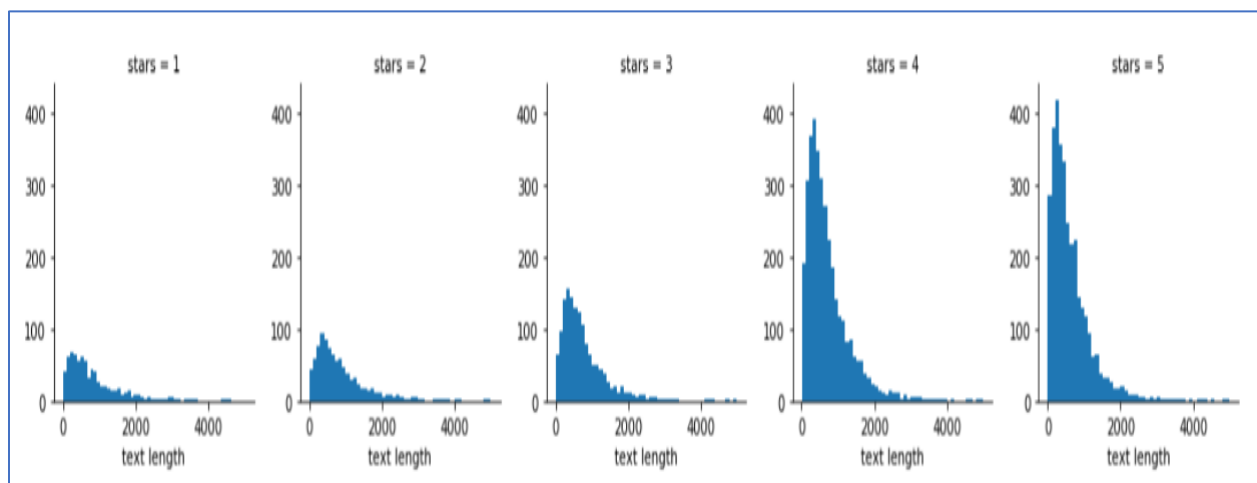 stars = 1 stars = 2 stars = 3 stars = 4 stars = 5
400 400 400 400 400
300 300 300 300 300
200 200 200 200 200
100 100 100 100 100
0 0 0 0 0
0 2000 4000 0 2000 4000 0 2000 4000 0 2000 4000 0 2000 4000
text length text length text length text length text length